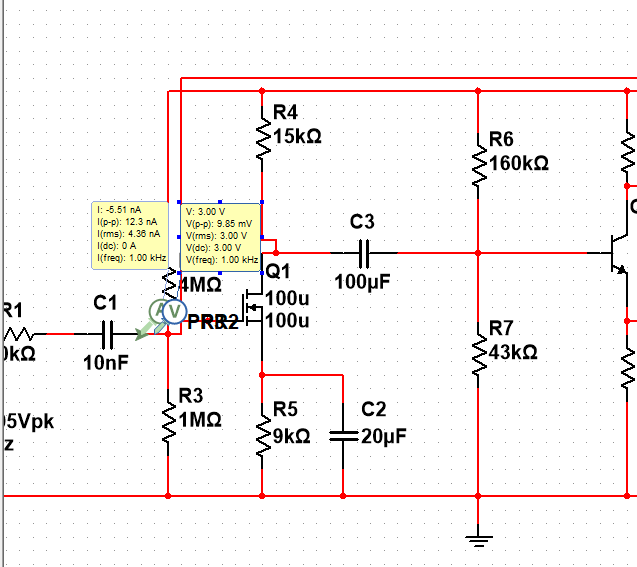 R4
15kΩ
R6
160kΩ
I: -5.51 nA
I(p-p): 12.3 nA
I(rms): 4.36 nA
I(dc): 0 A
I(freq): 1.00 kHz
V: 3.00 V
V(p-p): 9.85 mV
V(rms): 3.00 V
V(dc): 3.00 V
V(freq): 1.00 kHz
C3
100µF
Q1
4MΩ
100u
100u
A
V
R1
0kΩ
C1
10nF
R7
43kΩ
R3
1MΩ
R5
9kΩ
C2
20µF
5Vpk
z